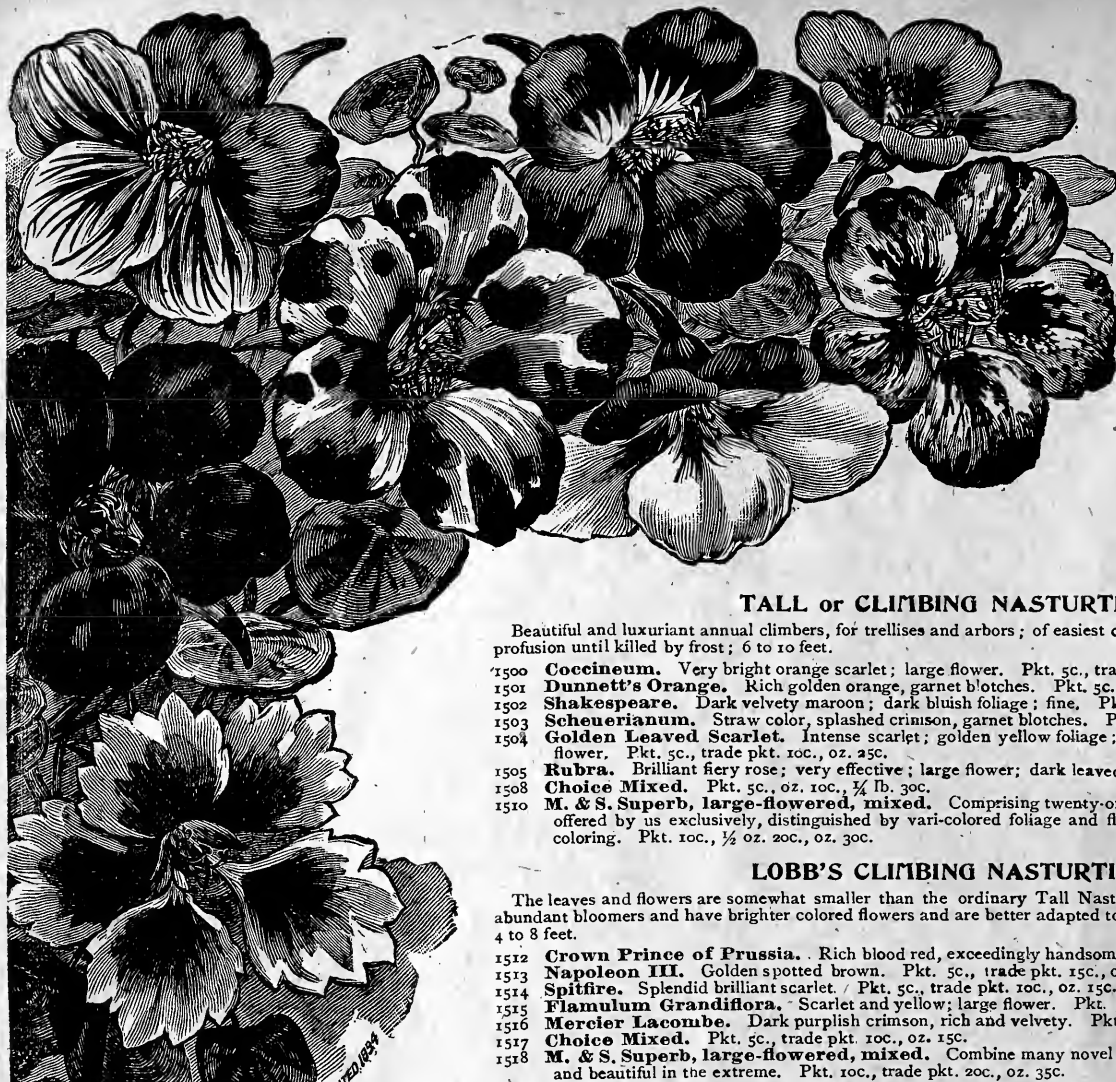 TALL or CLIMBING NASTURTI
Beautiful and luxuriant annual climbers, for trellises and arbors; of easiest c
profusion until killed by frost; 6 to 10 feet.
1500 Coccineum. Very bright orange scarlet; large flower. Pkt. 5c., tra
1501 Dunnett's Orange. Rich golden orange, garnet blotches. Pkt. 5c.
1502 Shakespeare. Dark velvety maroon; dark bluish foliage; fine. Pk
1503 Scheuerianum. Straw color, splashed crimson, garnet blotches. P
1504 Golden Leaved Scarlet. Intense scarlet; golden yellow foliage;
flower. Pkt. 5c., trade pkt. 10c., oz. 25c.
1505 Rubra. Brilliant fiery rose; very effective; large flower; dark leaved
1508 Choice Mixed. Pkt. 5c., oz. 10c., ¼ lb. 30c.
1510 M. & S. Superb, large-flowered, mixed. Comprising twenty-o
offered by us exclusively, distinguished by vari-colored foliage and fl
coloring. Pkt. 10c., ½ oz. 20c., oz. 30c.
LOBB'S CLIMBING NASTURTI
The leaves and flowers are somewhat smaller than the ordinary Tall Nast
abundant bloomers and have brighter colored flowers and are better adapted to
4 to 8 feet.
1512 Crown Prince of Prussia. Rich blood red, exceedingly handsom
1513 Napoleon III. Golden spotted brown. Pkt. 5c., trade pkt. 15c., o
1514 Spitfire. Splendid brilliant scarlet. Pkt. 5c., trade pkt. 10c., oz. 15c.
1515 Flamulum Grandiflora. Scarlet and yellow; large flower. Pkt.
1516 Mercier Lacombe. Dark purplish crimson, rich and velvety. Pkt
1517 Choice Mixed. Pkt. 5c., trade pkt. 10c., oz. 15c.
1518 M. & S. Superb, large-flowered, mixed. Combine many novel
and beautiful in the extreme. Pkt. 10c., trade pkt. 20c., oz. 35c.
TED.1894